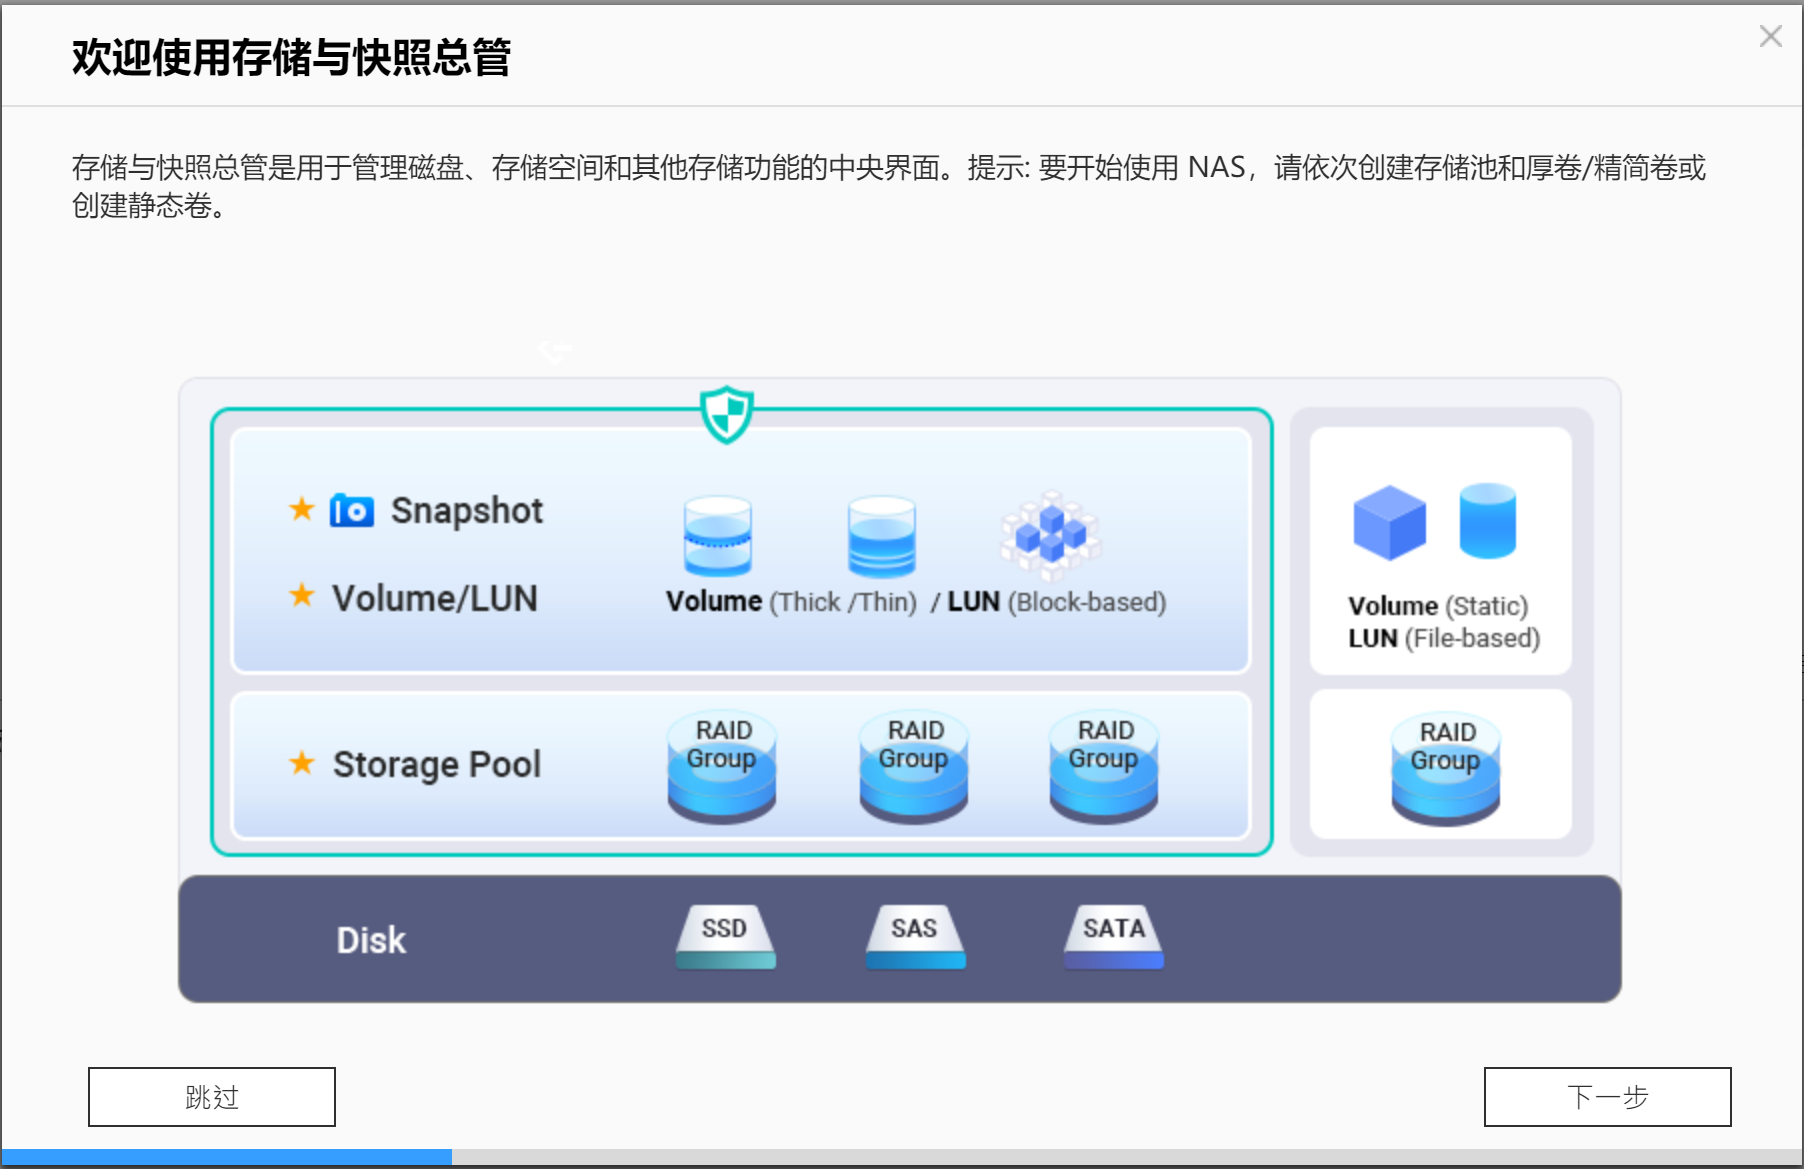 欢迎使用存储与快照总管
存储与快照总管是用于管理磁盘、存储空间和其他存储功能的中央界面。提示: 要开始使用 NAS，请依次创建存储池和厚卷/精简卷或
创建静态卷。
Snapshot
Volume/LUN
Volume (Thick /Thin) / LUN (Block-based)
Volume (Static)
LUN (File-based)
Storage Pool
RAID
Group
RAID
Group
RAID
Group
RAID
Group
Disk
SSD
SAS
SATA
跳过
下一步